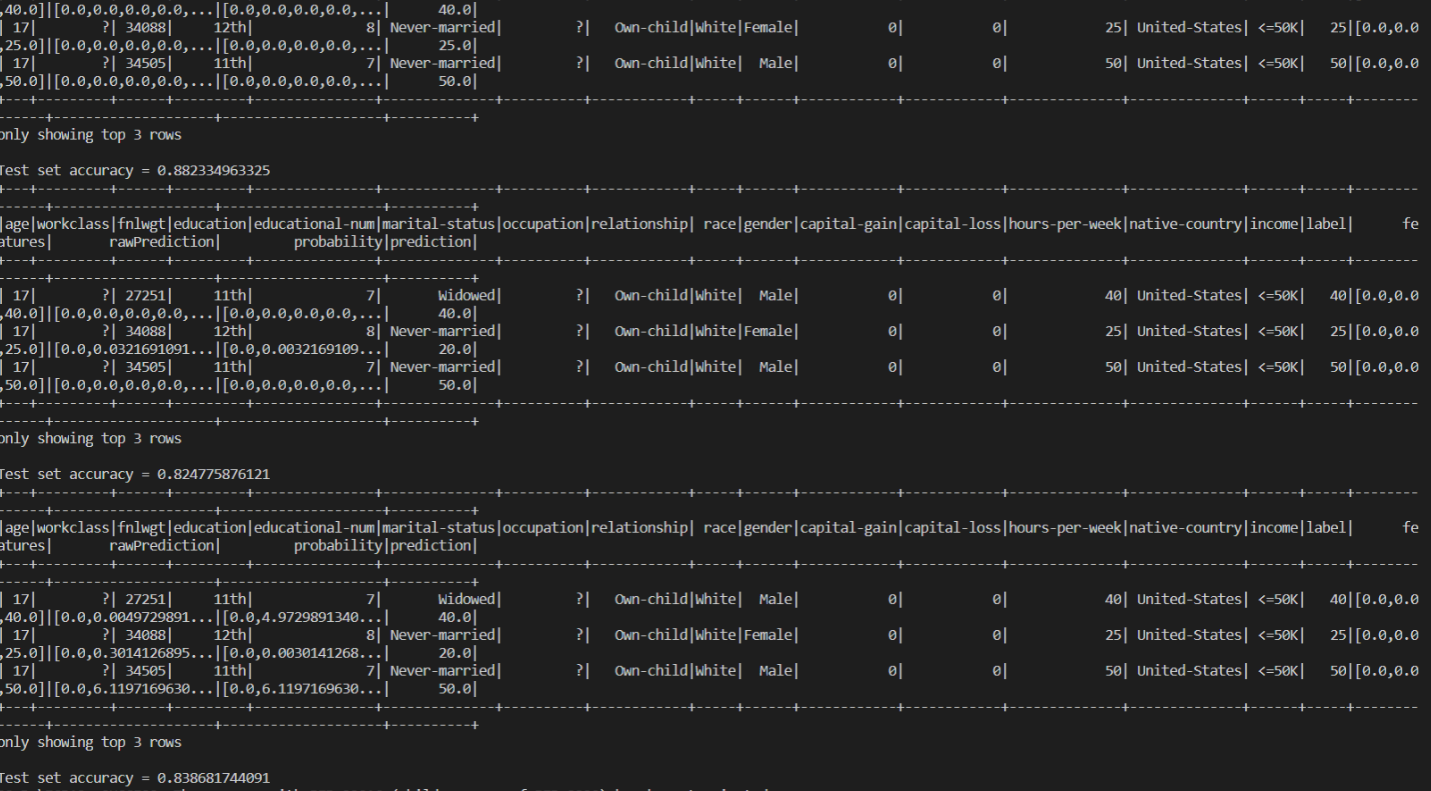 ,40.0]|[0.0,0.0,0.0,0.0,...|[0.0,0.0,0.0,0.0,...|      40.0|
| 17|        ?| 34088|     12th|              8| Never-married|         ?|   Own-child|White|Female|           0|           0|            25| United-States| <=50K|   25|[0.0,0.0
,25.0]|[0.0,0.0,0.0,0.0,...|[0.0,0.0,0.0,0.0,...|      25.0|
| 17|        ?| 34505|     11th|              7| Never-married|         ?|   Own-child|White|  Male|           0|           0|            50| United-States| <=50K|   50|[0.0,0.0
,50.0]|[0.0,0.0,0.0,0.0,...|[0.0,0.0,0.0,0.0,...|      50.0|
+---+---------+------+---------+---------------+--------------+----------+------------+-----+------+------------+------------+--------------+--------------+------+-----+--------
------+--------------------+--------------------+----------+
only showing top 3 rows
Test set accuracy = 0.882334963325
+---+---------+------+---------+---------------+--------------+----------+------------+-----+------+------------+------------+--------------+--------------+------+-----+--------
------+--------------------+--------------------+----------+
|age|workclass|fnlwgt|education|educational-num|marital-status|occupation|relationship| race|gender|capital-gain|capital-loss|hours-per-week|native-country|income|label|      fe
atures|       rawPrediction|         probability|prediction|
+---+---------+------+---------+---------------+--------------+----------+------------+-----+------+------------+------------+--------------+--------------+------+-----+--------
------+--------------------+--------------------+----------+
| 17|        ?| 27251|     11th|              7|       Widowed|         ?|   Own-child|White|  Male|           0|           0|            40| United-States| <=50K|   40|[0.0,0.0
,40.0]|[0.0,0.0,0.0,0.0,...|[0.0,0.0,0.0,0.0,...|      40.0|
| 17|        ?| 34088|     12th|              8| Never-married|         ?|   Own-child|White|Female|           0|           0|            25| United-States| <=50K|   25|[0.0,0.0
,25.0]|[0.0,0.0321691091...|[0.0,0.0032169109...|      20.0|
| 17|        ?| 34505|     11th|              7| Never-married|         ?|   Own-child|White|  Male|           0|           0|            50| United-States| <=50K|   50|[0.0,0.0
,50.0]|[0.0,0.0,0.0,0.0,...|[0.0,0.0,0.0,0.0,...|      50.0|
+---+---------+------+---------+---------------+--------------+----------+------------+-----+------+------------+------------+--------------+--------------+------+-----+--------
------+--------------------+--------------------+----------+
only showing top 3 rows
Test set accuracy = 0.824775876121
+---+---------+------+---------+---------------+--------------+----------+------------+-----+------+------------+------------+--------------+--------------+------+-----+--------
------+--------------------+--------------------+----------+
|age|workclass|fnlwgt|education|educational-num|marital-status|occupation|relationship| race|gender|capital-gain|capital-loss|hours-per-week|native-country|income|label|      fe
atures|       rawPrediction|         probability|prediction|
+---+---------+------+---------+---------------+--------------+----------+------------+-----+------+------------+------------+--------------+--------------+------+-----+--------
------+--------------------+--------------------+----------+
| 17|        ?| 27251|     11th|              7|       Widowed|         ?|   Own-child|White|  Male|           0|           0|            40| United-States| <=50K|   40|[0.0,0.0
,40.0]|[0.0,0.0049729891...|[0.0,4.9729891340...|      40.0|
| 17|        ?| 34088|     12th|              8| Never-married|         ?|   Own-child|White|Female|           0|           0|            25| United-States| <=50K|   25|[0.0,0.0
,25.0]|[0.0,0.3014126895...|[0.0,0.0030141268...|      20.0|
| 17|        ?| 34505|     11th|              7| Never-married|         ?|   Own-child|White|  Male|           0|           0|            50| United-States| <=50K|   50|[0.0,0.0
,50.0]|[0.0,6.1197169630...|[0.0,6.1197169630...|      50.0|
+---+---------+------+---------+---------------+--------------+----------+------------+-----+------+------------+------------+--------------+--------------+------+-----+--------
------+--------------------+--------------------+----------+
only showing top 3 rows
Test set accuracy = 0.838681744091